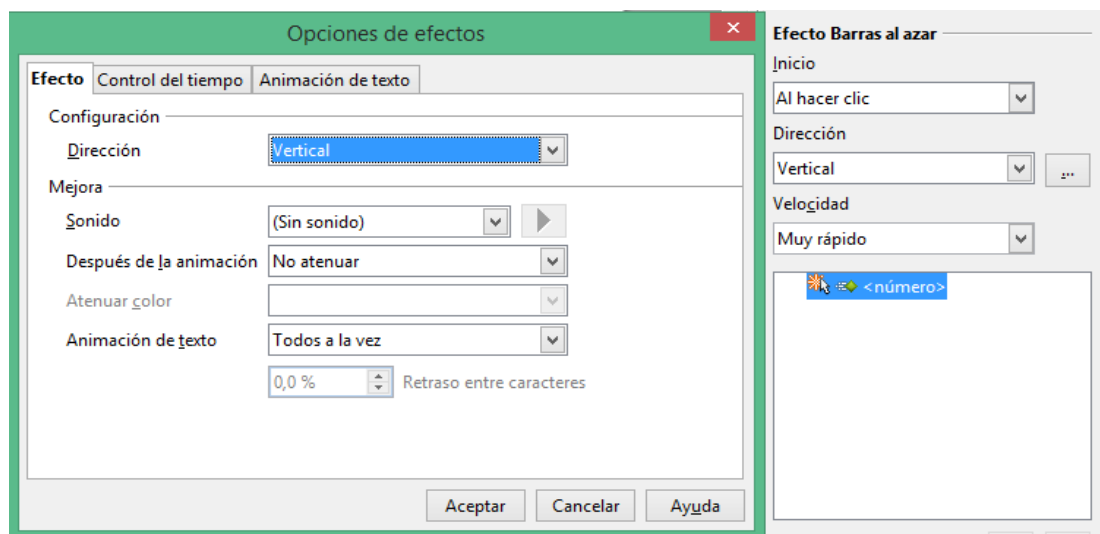 Opciones de efectos
Efecto Control del tiempo Animación de texto
Configuración
Dirección Vertical
Mejora
Sonido (Sin sonido)
Después de la animación No atenuar
Atenuar color
Animación de texto Todos a la vez
0,0 % Retraso entre caracteres
Aceptar Cancelar Ayuda
Efecto Barras al azar
Inicio
Al hacer clic
Dirección
Vertical ...
Velocidad
Muy rápido
<número>